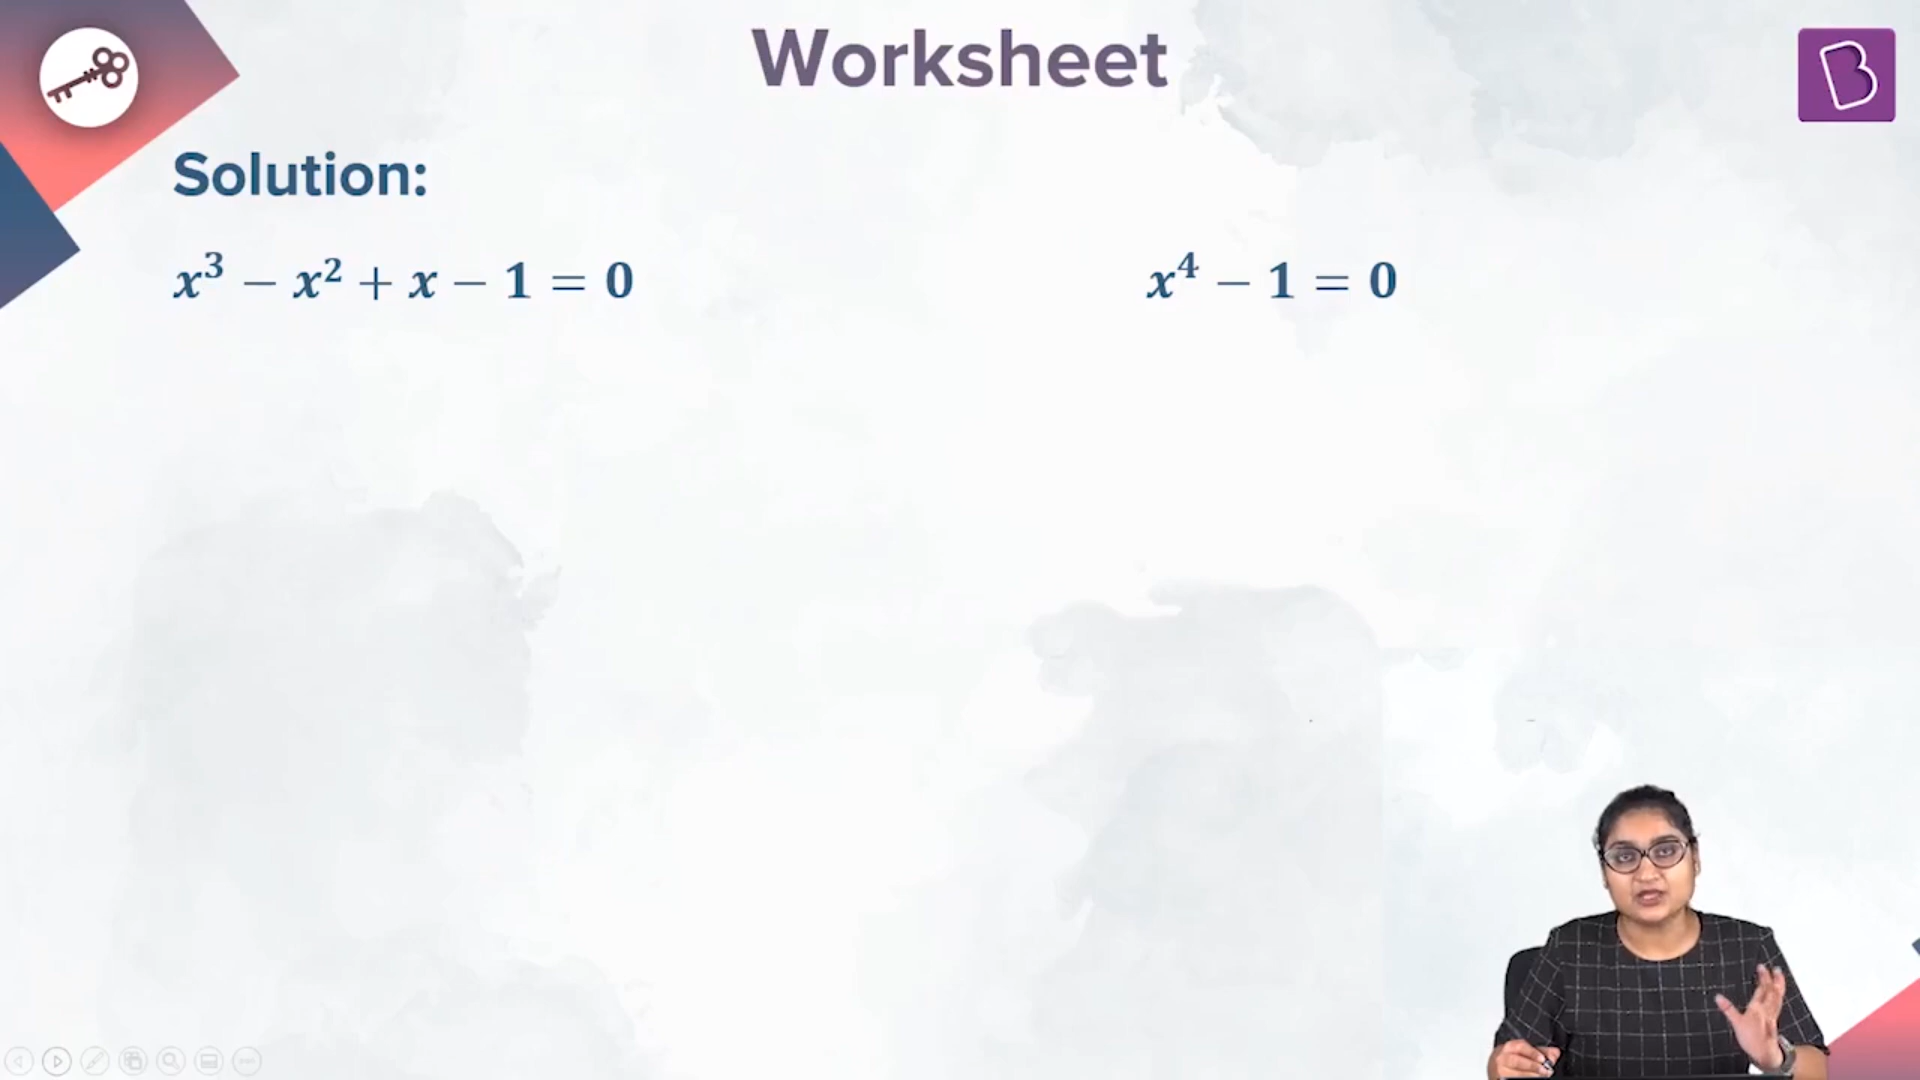 Worksheet
B
Solution:
x³ − x² + x − 1 = 0
x⁴ − 1 = 0